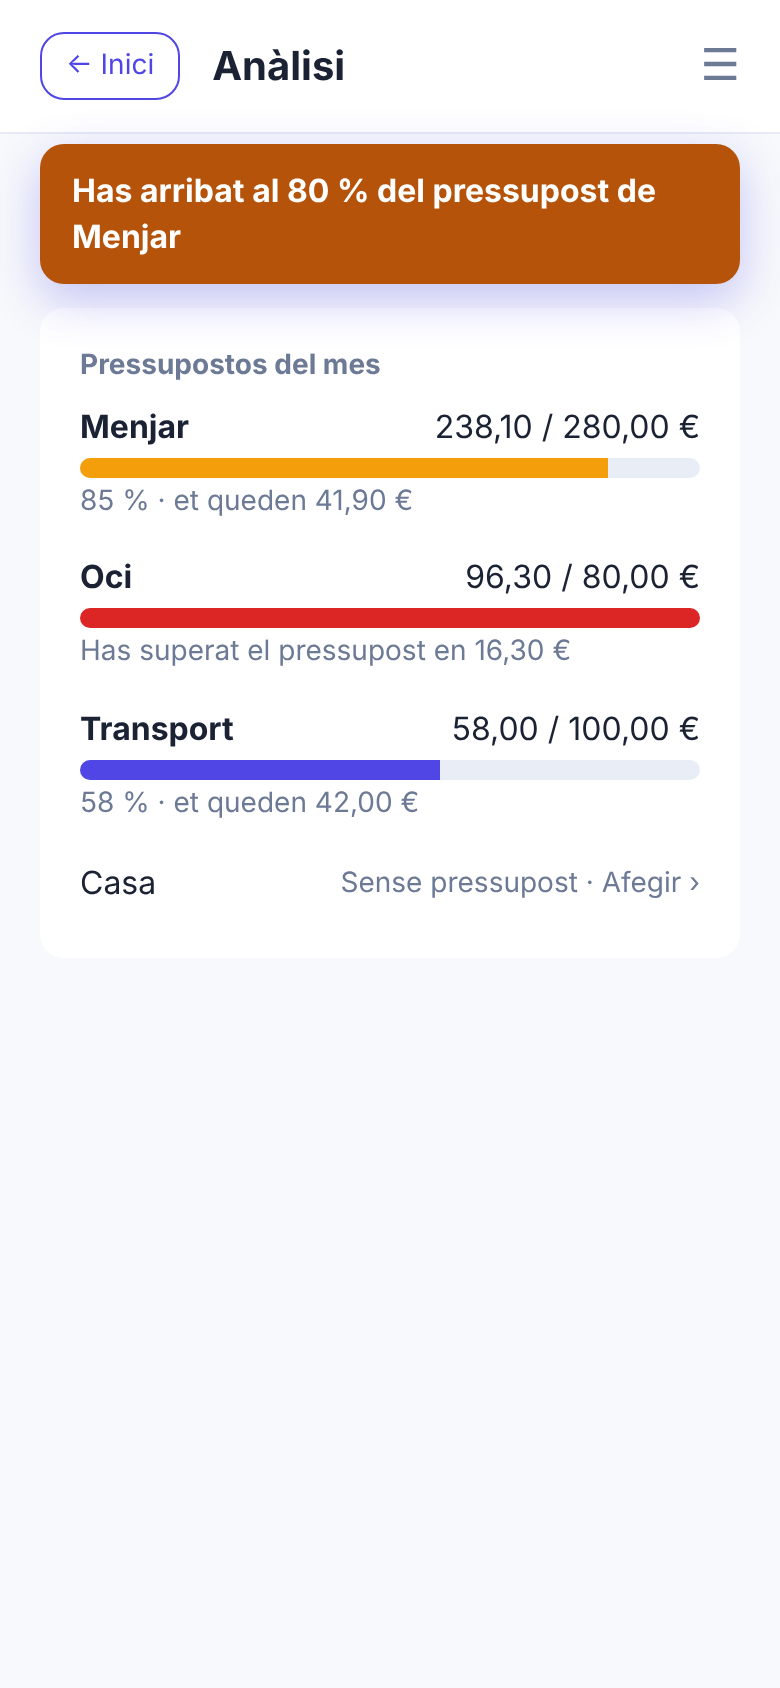 ← Inici
Anàlisi
☰
Has arribat al 80 % del pressupost de
Menjar
Pressupostos del mes
Menjar 238,10 / 280,00 €
85 % · et queden 41,90 €
Oci 96,30 / 80,00 €
Has superat el pressupost en 16,30 €
Transport 58,00 / 100,00 €
58 % · et queden 42,00 €
Casa Sense pressupost · Afegir ›